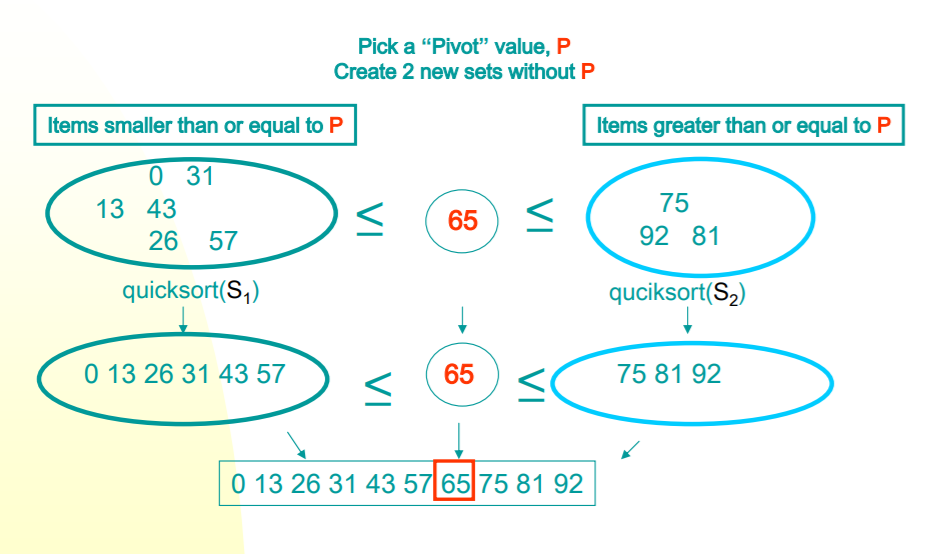 Pick a “Pivot” value, P
Create 2 new sets without P
Items smaller than or equal to P
Items greater than or equal to P
0 31
13 43
26 57
≤ 65 ≤
75
92 81
quicksort(S1)
quciksort(S2)
0 13 26 31 43 57 ≤ 65 ≤ 75 81 92
0 13 26 31 43 57 65 75 81 92